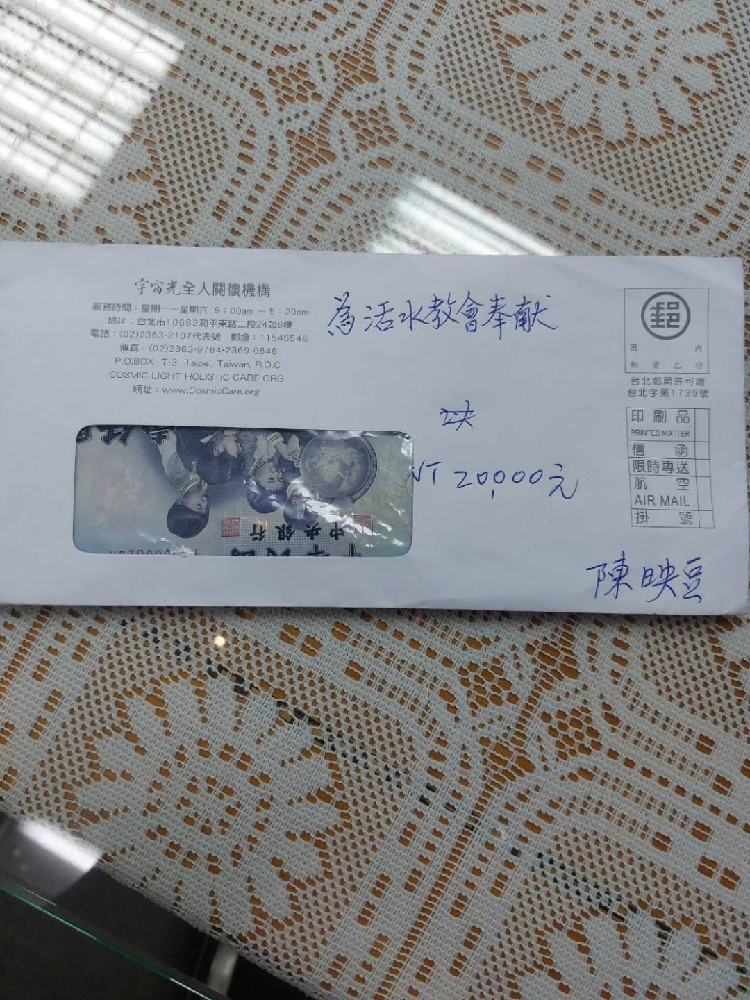 宇宙光全人關懷機構
服務時間：星期一～星期六 9：00am ～ 5：20pm
地址：台北市10662和平東路二段24號8樓
電話：(02)2363-2107代表號 郵撥：11546546
傳真：(02)2363-9764•2369-0848
P.O.BOX 7-3 Taipei, Taiwan, R.O.C
COSMIC LIGHT HOLISTIC CARE ORG
網址：www.CosmicCare.org
為活水教會奉献
NT 20,000元
陳映豆
郵
國內
郵資已付
台北郵局許可證
台北字第1739號
印刷品
PRINTED MATTER
信函
限時專送
航空
AIR MAIL
掛號
中央銀行